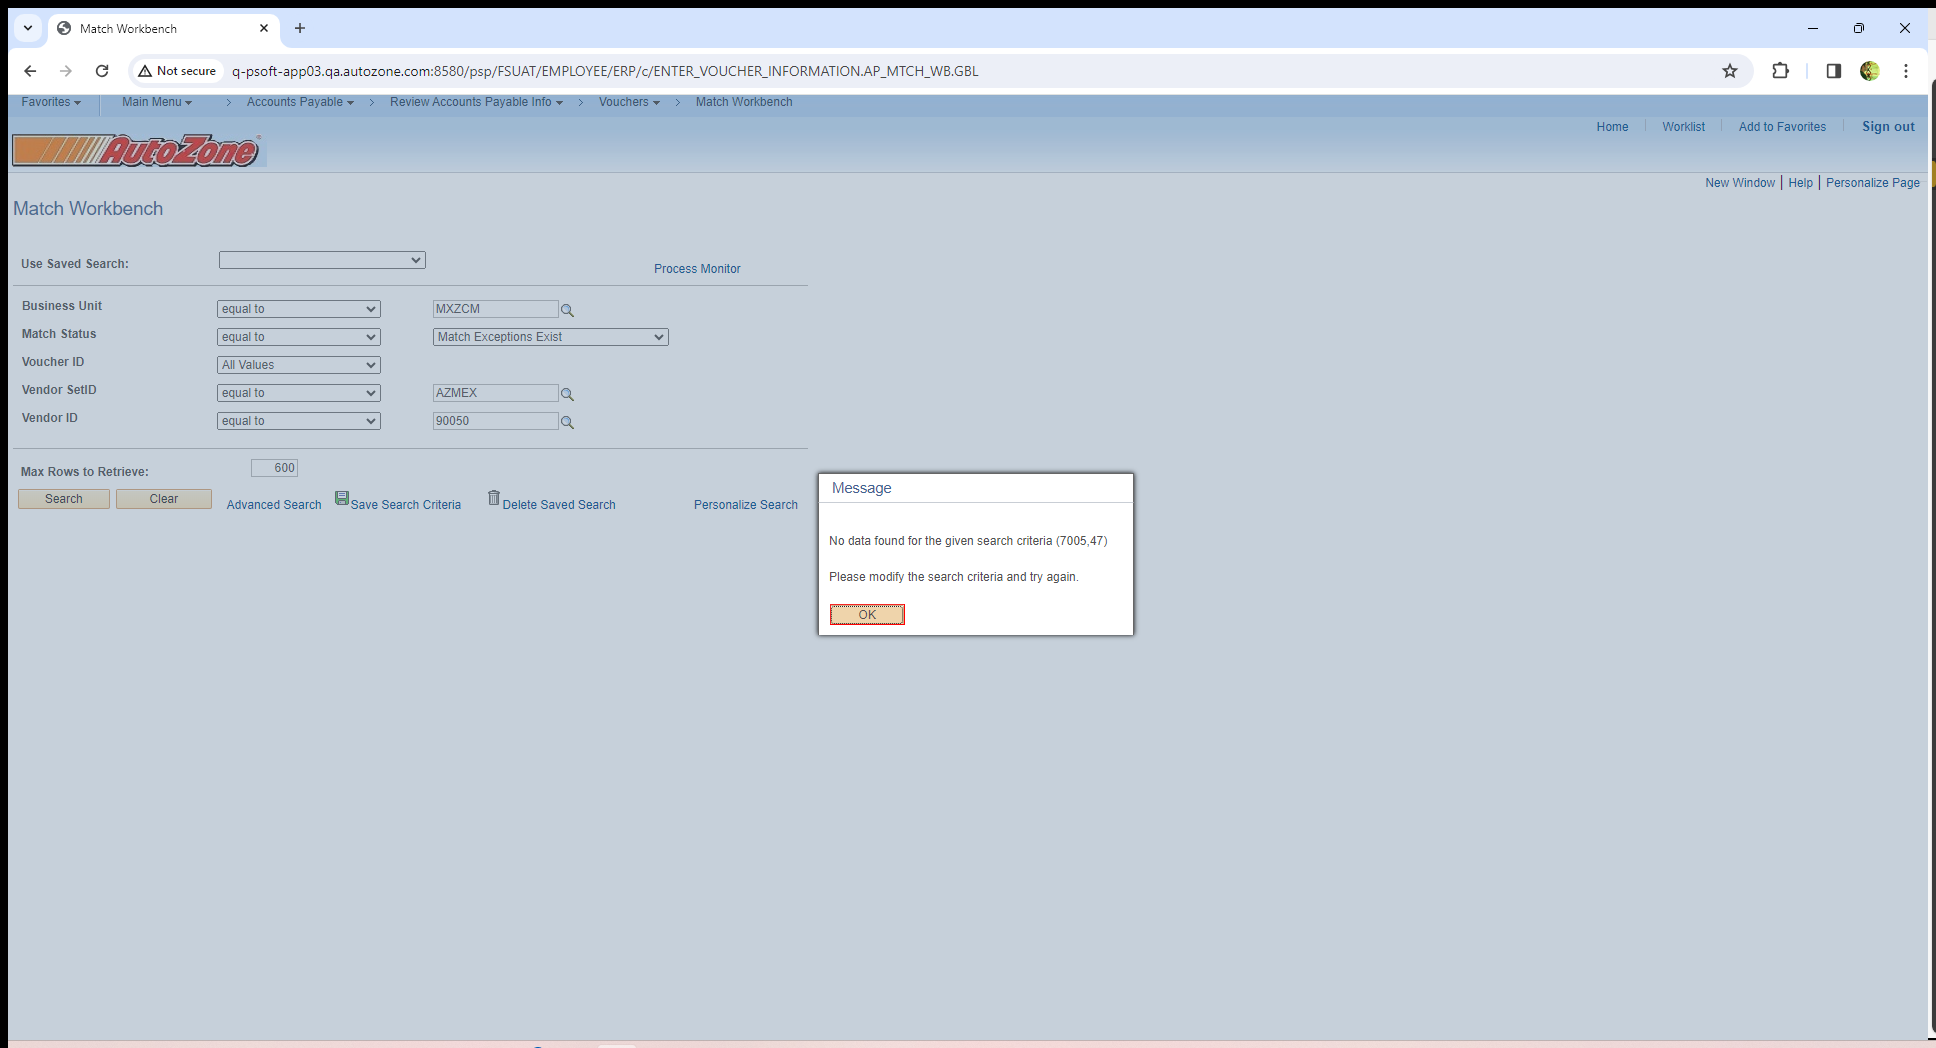 Match Workbench
Not secure
q-psoft-app03.qa.autozone.com:8580/psp/FSUAT/EMPLOYEE/ERP/c/ENTER_VOUCHER_INFORMATION.AP_MTCH_WB.GBL
Favorites Main Menu > Accounts Payable > Review Accounts Payable Info > Vouchers > Match Workbench
Home Worklist Add to Favorites Sign out
AutoZone
New Window | Help | Personalize Page
Match Workbench
Use Saved Search:
Process Monitor
Business Unit equal to MXZCM
Match Status equal to Match Exceptions Exist
Voucher ID All Values
Vendor SetID equal to AZMEX
Vendor ID equal to 90050
Max Rows to Retrieve: 600
Search Clear Advanced Search Save Search Criteria Delete Saved Search Personalize Search
Message
No data found for the given search criteria (7005,47)
Please modify the search criteria and try again.
OK